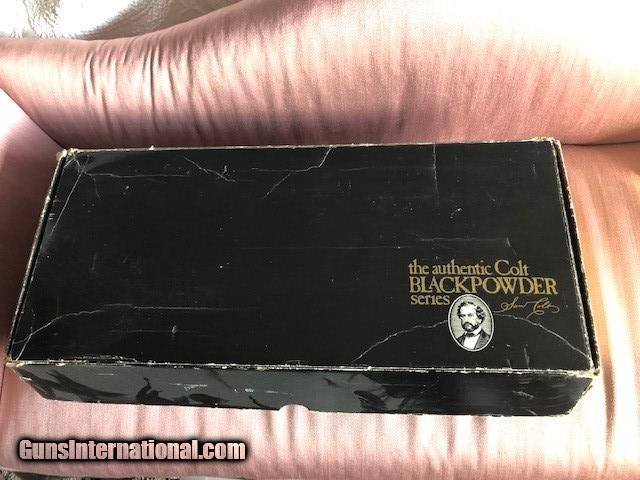 the authentic Colt
BLACKPOWDER
series
Sam Colt
GunsInternational.com